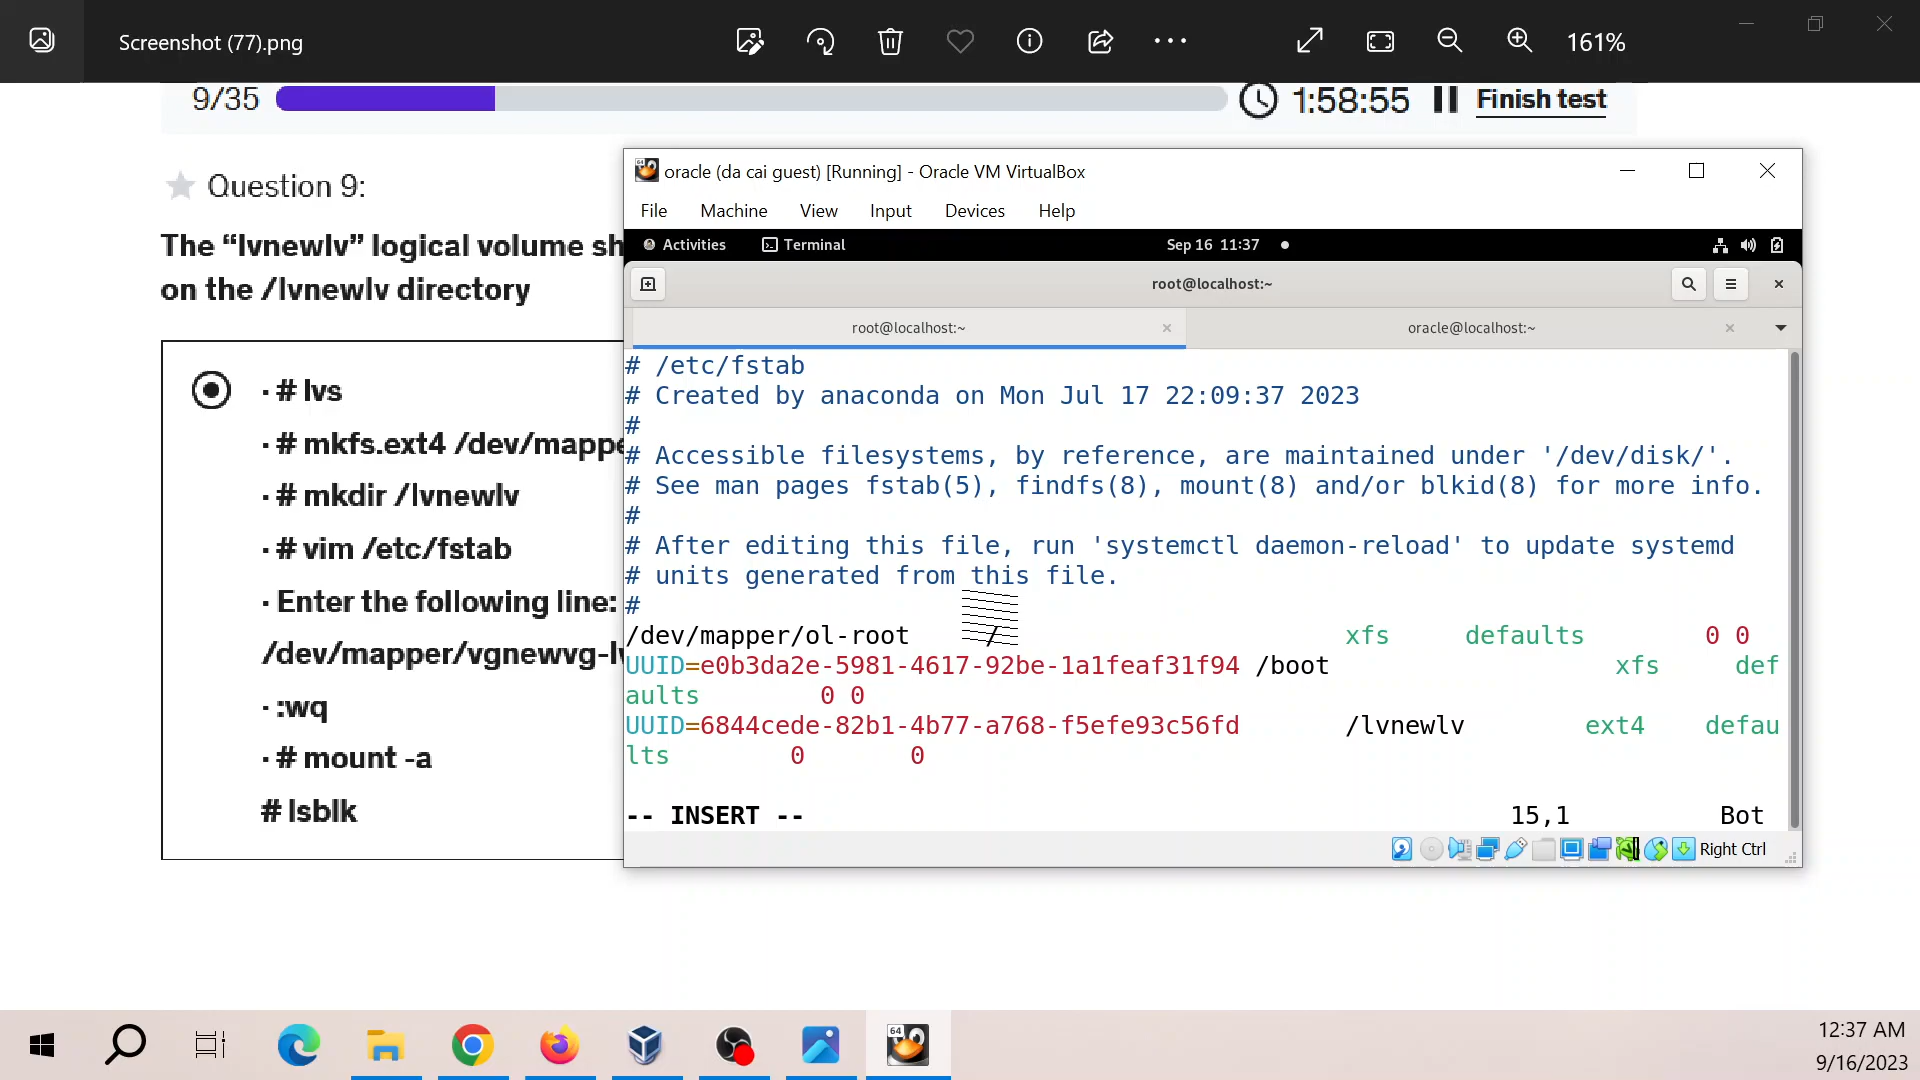 Screenshot (77).png
161%
9/35
1:58:55
Finish test
Question 9:
The “lvnewlv” logical volume sh
on the /lvnewlv directory
· # lvs
· # mkfs.ext4 /dev/mappe
· # mkdir /lvnewlv
· # vim /etc/fstab
· Enter the following line:
/dev/mapper/vgnewvg-lv
· :wq
· # mount -a
# lsblk
oracle (da cai guest) [Running] - Oracle VM VirtualBox
File Machine View Input Devices Help
Activities Terminal Sep 16 11:37
root@localhost:~
root@localhost:~ oracle@localhost:~
# /etc/fstab
# Created by anaconda on Mon Jul 17 22:09:37 2023
#
# Accessible filesystems, by reference, are maintained under '/dev/disk/'.
# See man pages fstab(5), findfs(8), mount(8) and/or blkid(8) for more info.
#
# After editing this file, run 'systemctl daemon-reload' to update systemd
# units generated from this file.
#
/dev/mapper/ol-root / xfs defaults 0 0
UUID=e0b3da2e-5981-4617-92be-1a1feaf31f94 /boot xfs def
aults 0 0
UUID=6844cede-82b1-4b77-a768-f5efe93c56fd /lvnewlv ext4 defau
lts 0 0
-- INSERT -- 15,1 Bot
Right Ctrl
64
12:37 AM
9/16/2023